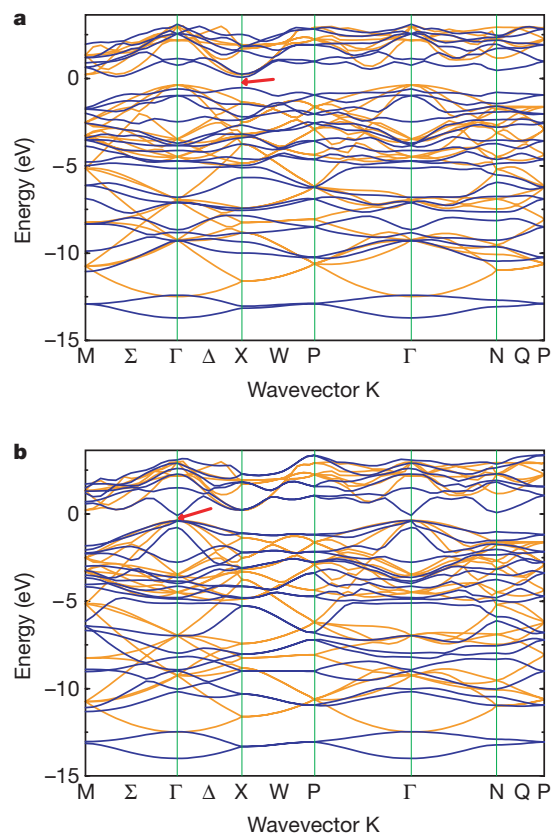 a
0
−5
−10
−15
Energy (eV)
M Σ Γ Δ X W P Γ N Q P
Wavevector K
b
0
−5
−10
−15
Energy (eV)
M Σ Γ Δ X W P Γ N Q P
Wavevector K